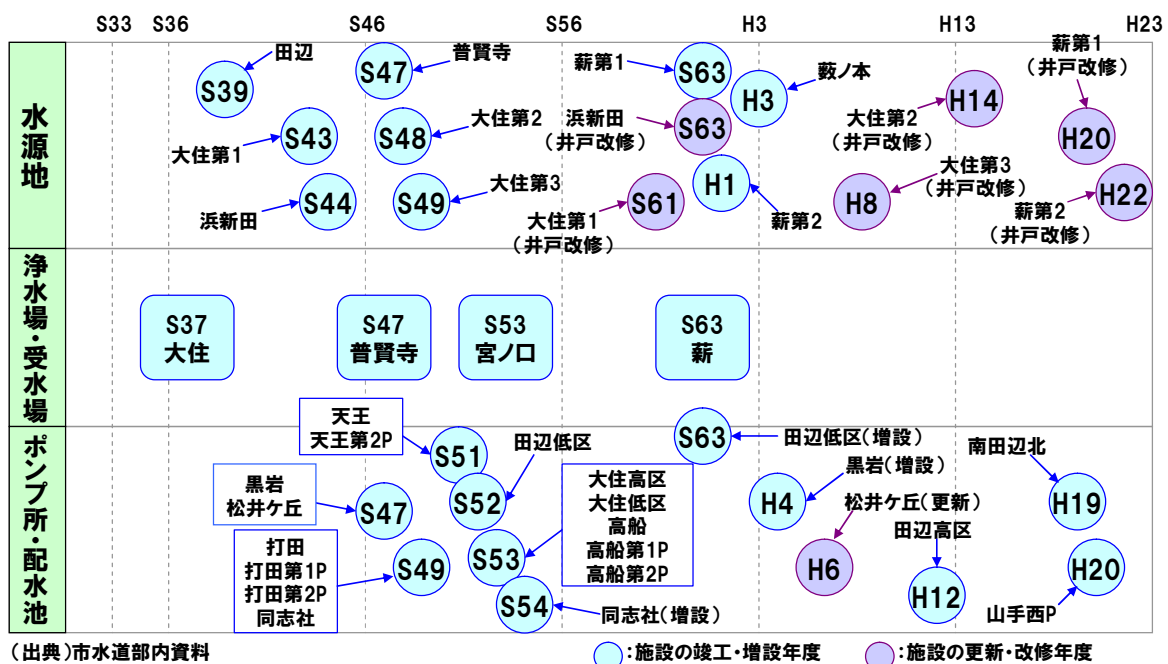 S33 S36 S46 S56 H3 H13 H23
水源地
田辺
S39
大住第1
S43
浜新田
S44
普賢寺
S47
大住第2
S48
大住第3
S49
薪第1
S63
浜新田
(井戸改修)
S63
大住第1
(井戸改修)
S61
薮ノ本
H3
H1
薪第2
大住第2
(井戸改修)
H14
大住第3
(井戸改修)
H8
薪第1
(井戸改修)
H20
薪第2
(井戸改修)
H22
浄水場・受水場
S37
大住
S47
普賢寺
S53
宮ノ口
S63
薪
ポンプ所・配水池
天王
天王第2P
S51
黒岩
松井ケ丘
S47
打田
打田第1P
打田第2P
同志社
S49
田辺低区
S52
大住高区
大住低区
高船
高船第1P
高船第2P
S53
S54
同志社(増設)
S63
田辺低区(増設)
黒岩(増設)
H4
松井ケ丘(更新)
H6
田辺高区
H12
南田辺北
H19
H20
山手西P
(出典)市水道部内資料
:施設の竣工・増設年度
:施設の更新・改修年度